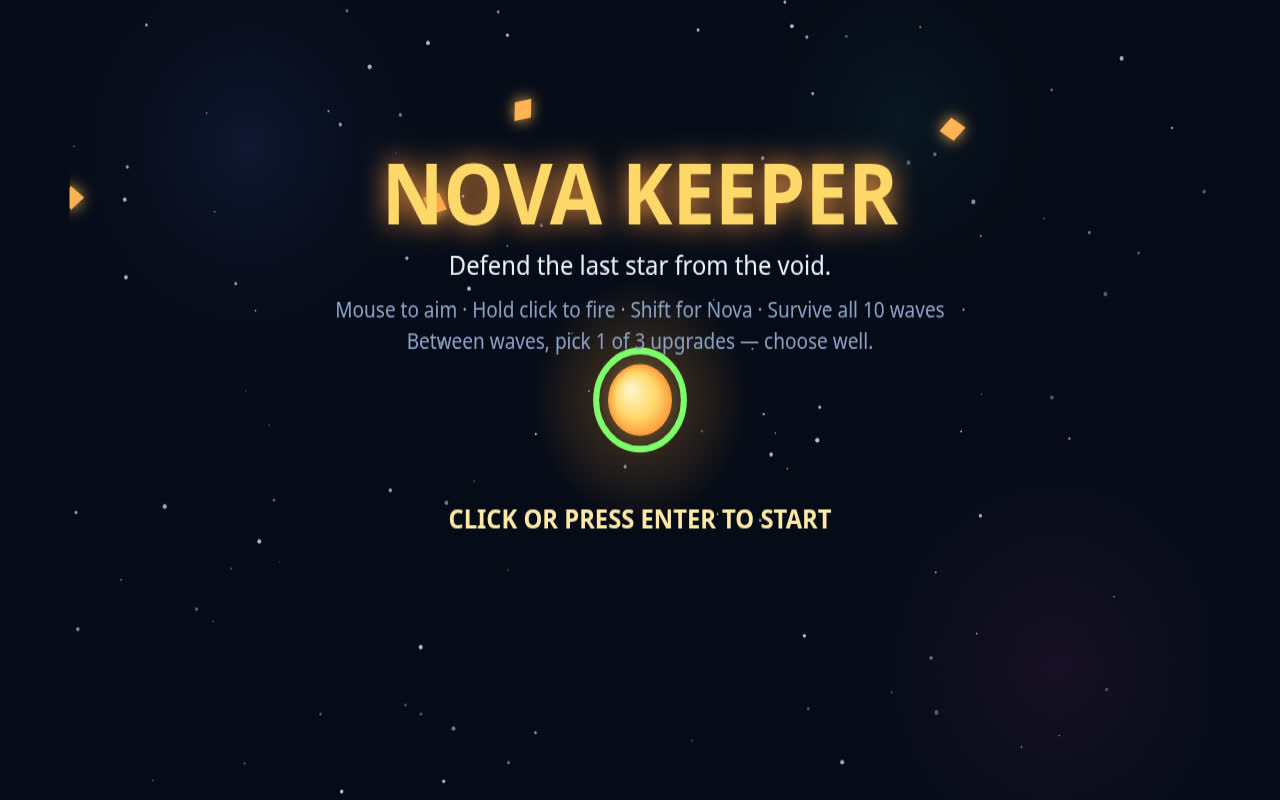 NOVA KEEPER
Defend the last star from the void.
Mouse to aim · Hold click to fire · Shift for Nova · Survive all 10 waves
Between waves, pick 1 of 3 upgrades — choose well.
CLICK OR PRESS ENTER TO START